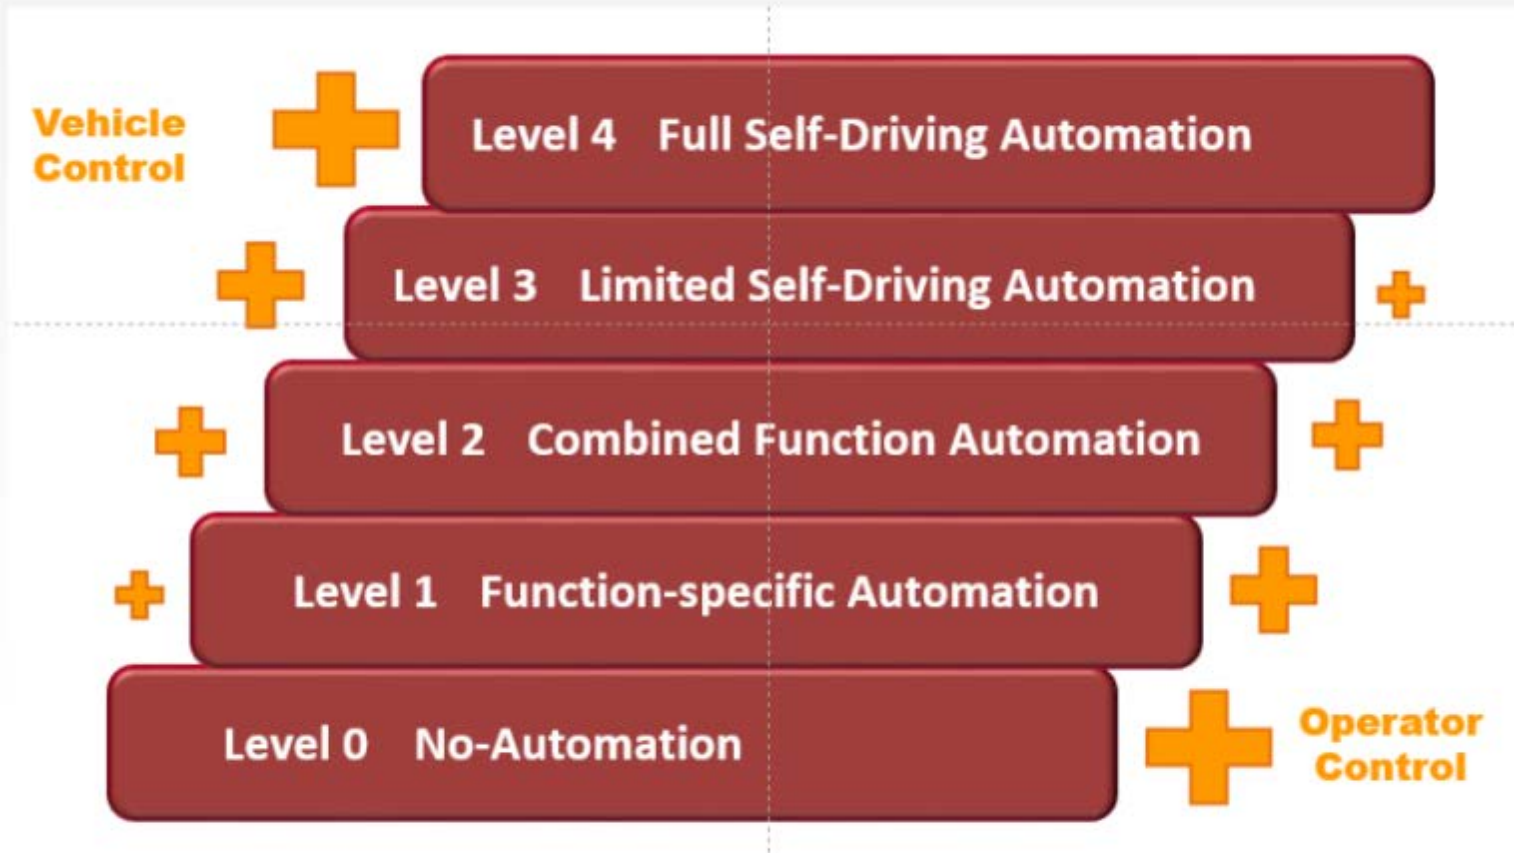 Vehicle
Control
Level 4 Full Self-Driving Automation
Level 3 Limited Self-Driving Automation
Level 2 Combined Function Automation
Level 1 Function-specific Automation
Level 0 No-Automation
Operator
Control